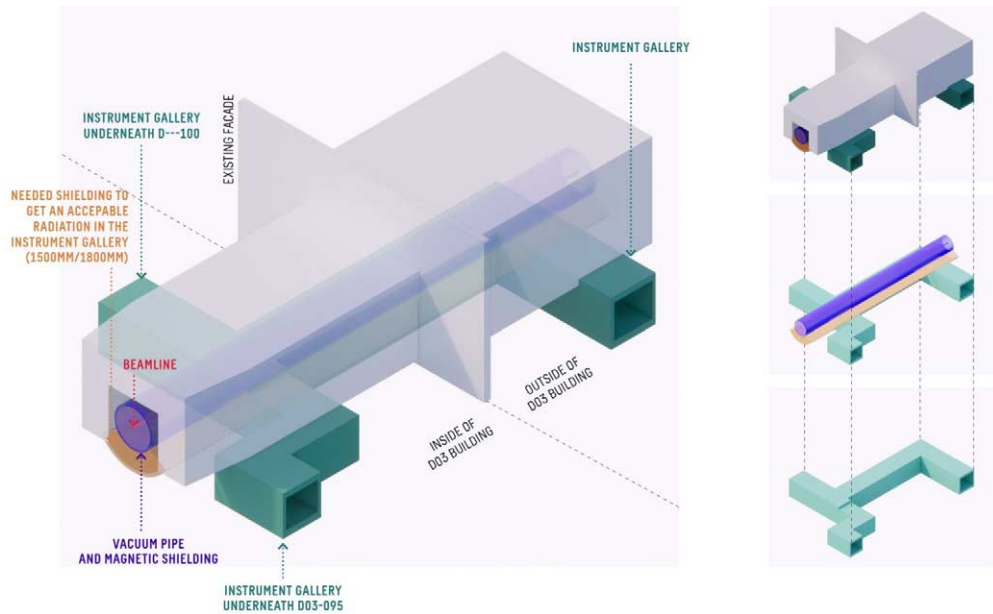 INSTRUMENT GALLERY
INSTRUMENT GALLERY
UNDERNEATH D---100
EXISTING FACADE
NEEDED SHIELDING TO
GET AN ACCEPABLE
RADIATION IN THE
INSTRUMENT GALLERY
(1500MM/1800MM)
BEAMLINE
OUTSIDE OF
D03 BUILDING
INSIDE OF
D03 BUILDING
VACUUM PIPE
AND MAGNETIC SHIELDING
INSTRUMENT GALLERY
UNDERNEATH D03-095